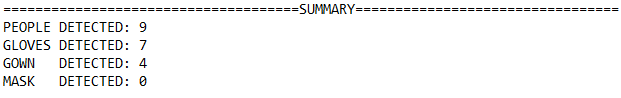 =====================================SUMMARY=================================
PEOPLE DETECTED: 9
GLOVES DETECTED: 7
GOWN   DETECTED: 4
MASK   DETECTED: 0